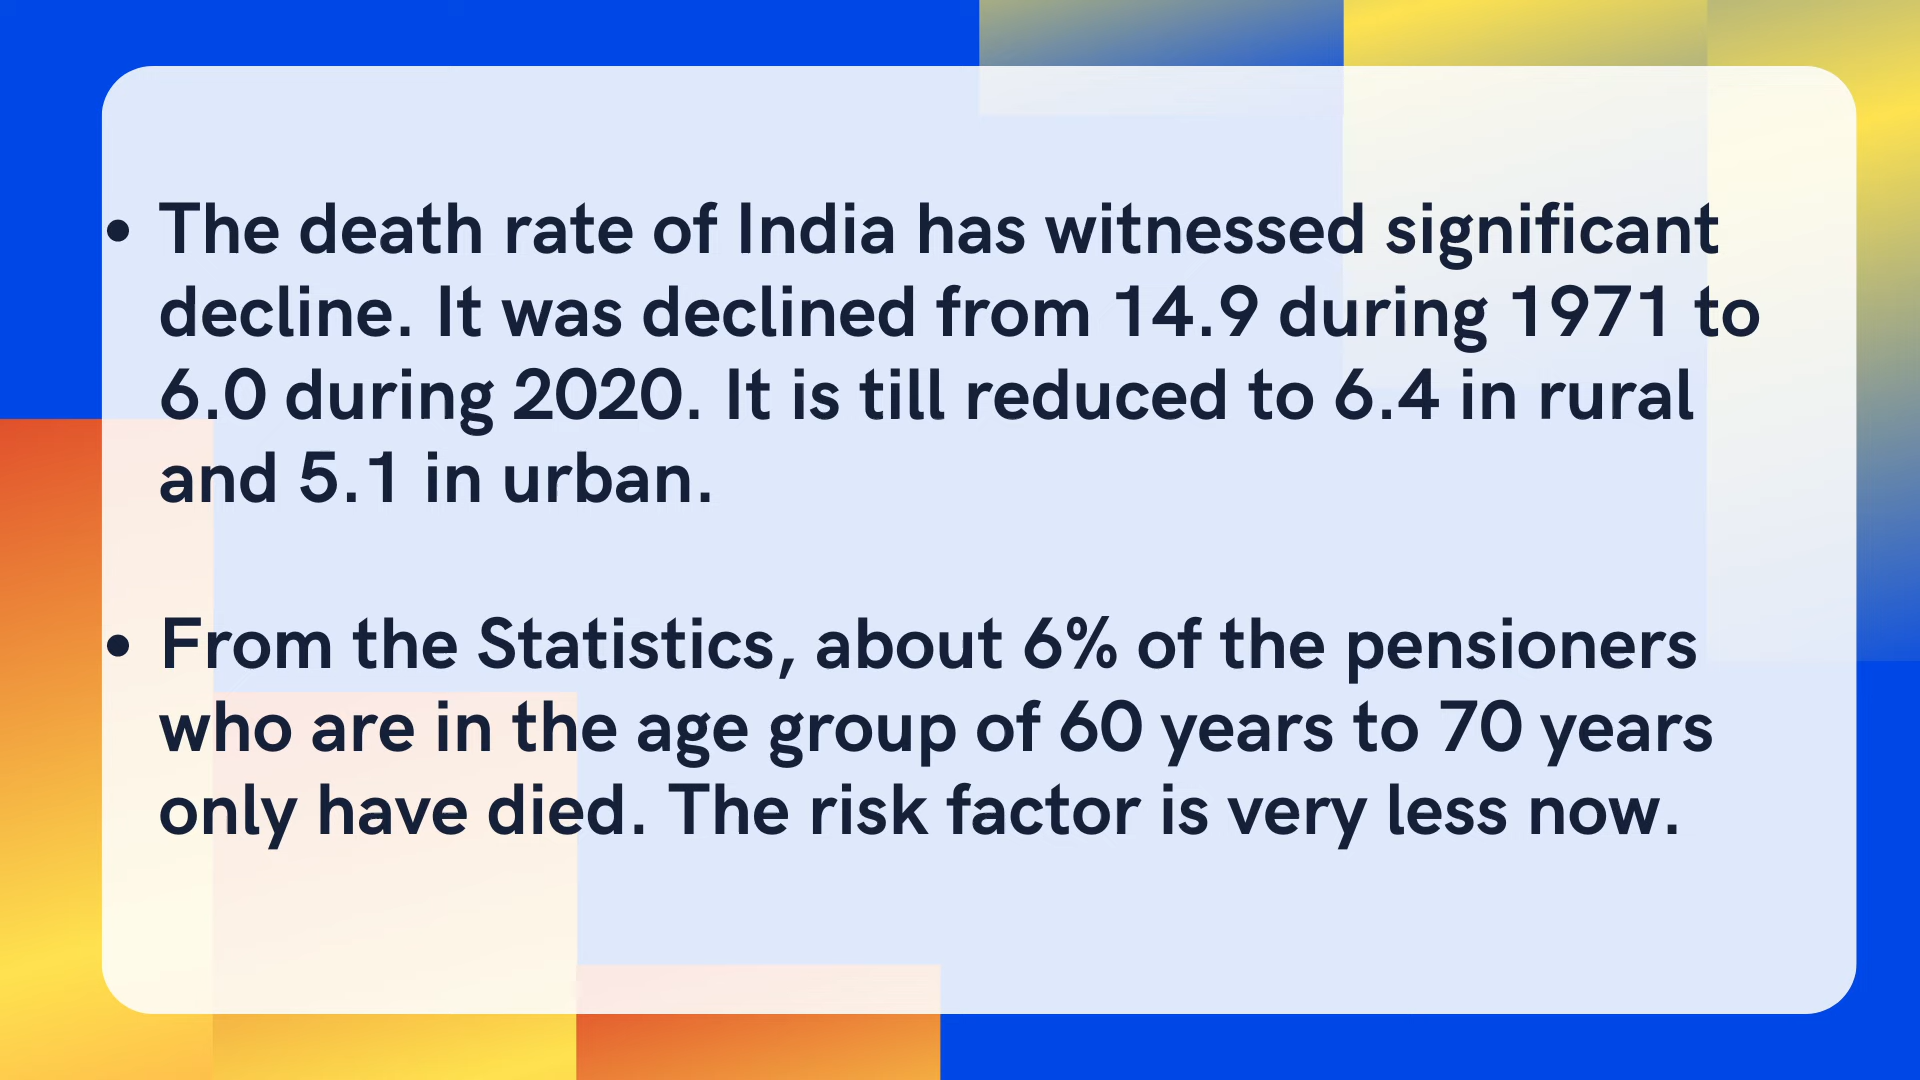 • The death rate of India has witnessed significant
decline. It was declined from 14.9 during 1971 to
6.0 during 2020. It is till reduced to 6.4 in rural
and 5.1 in urban.
• From the Statistics, about 6% of the pensioners
who are in the age group of 60 years to 70 years
only have died. The risk factor is very less now.